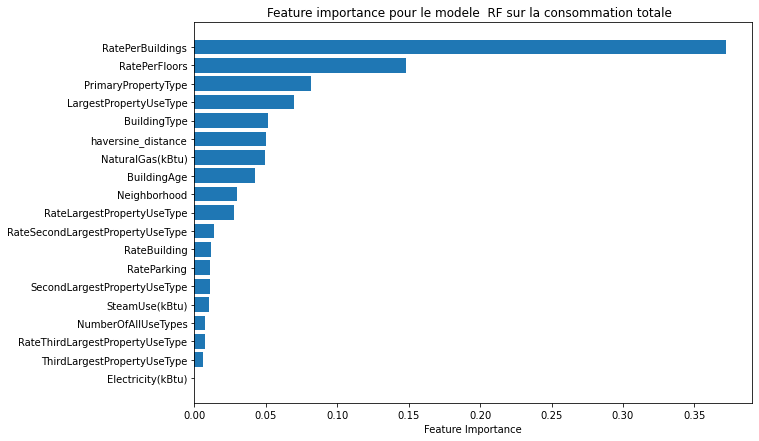 Feature importance pour le modele  RF sur la consommation totale
RatePerBuildings
RatePerFloors
PrimaryPropertyType
LargestPropertyUseType
BuildingType
haversine_distance
NaturalGas(kBtu)
BuildingAge
Neighborhood
RateLargestPropertyUseType
RateSecondLargestPropertyUseType
RateBuilding
RateParking
SecondLargestPropertyUseType
SteamUse(kBtu)
NumberOfAllUseTypes
RateThirdLargestPropertyUseType
ThirdLargestPropertyUseType
Electricity(kBtu)
0.00 0.05 0.10 0.15 0.20 0.25 0.30 0.35
Feature Importance